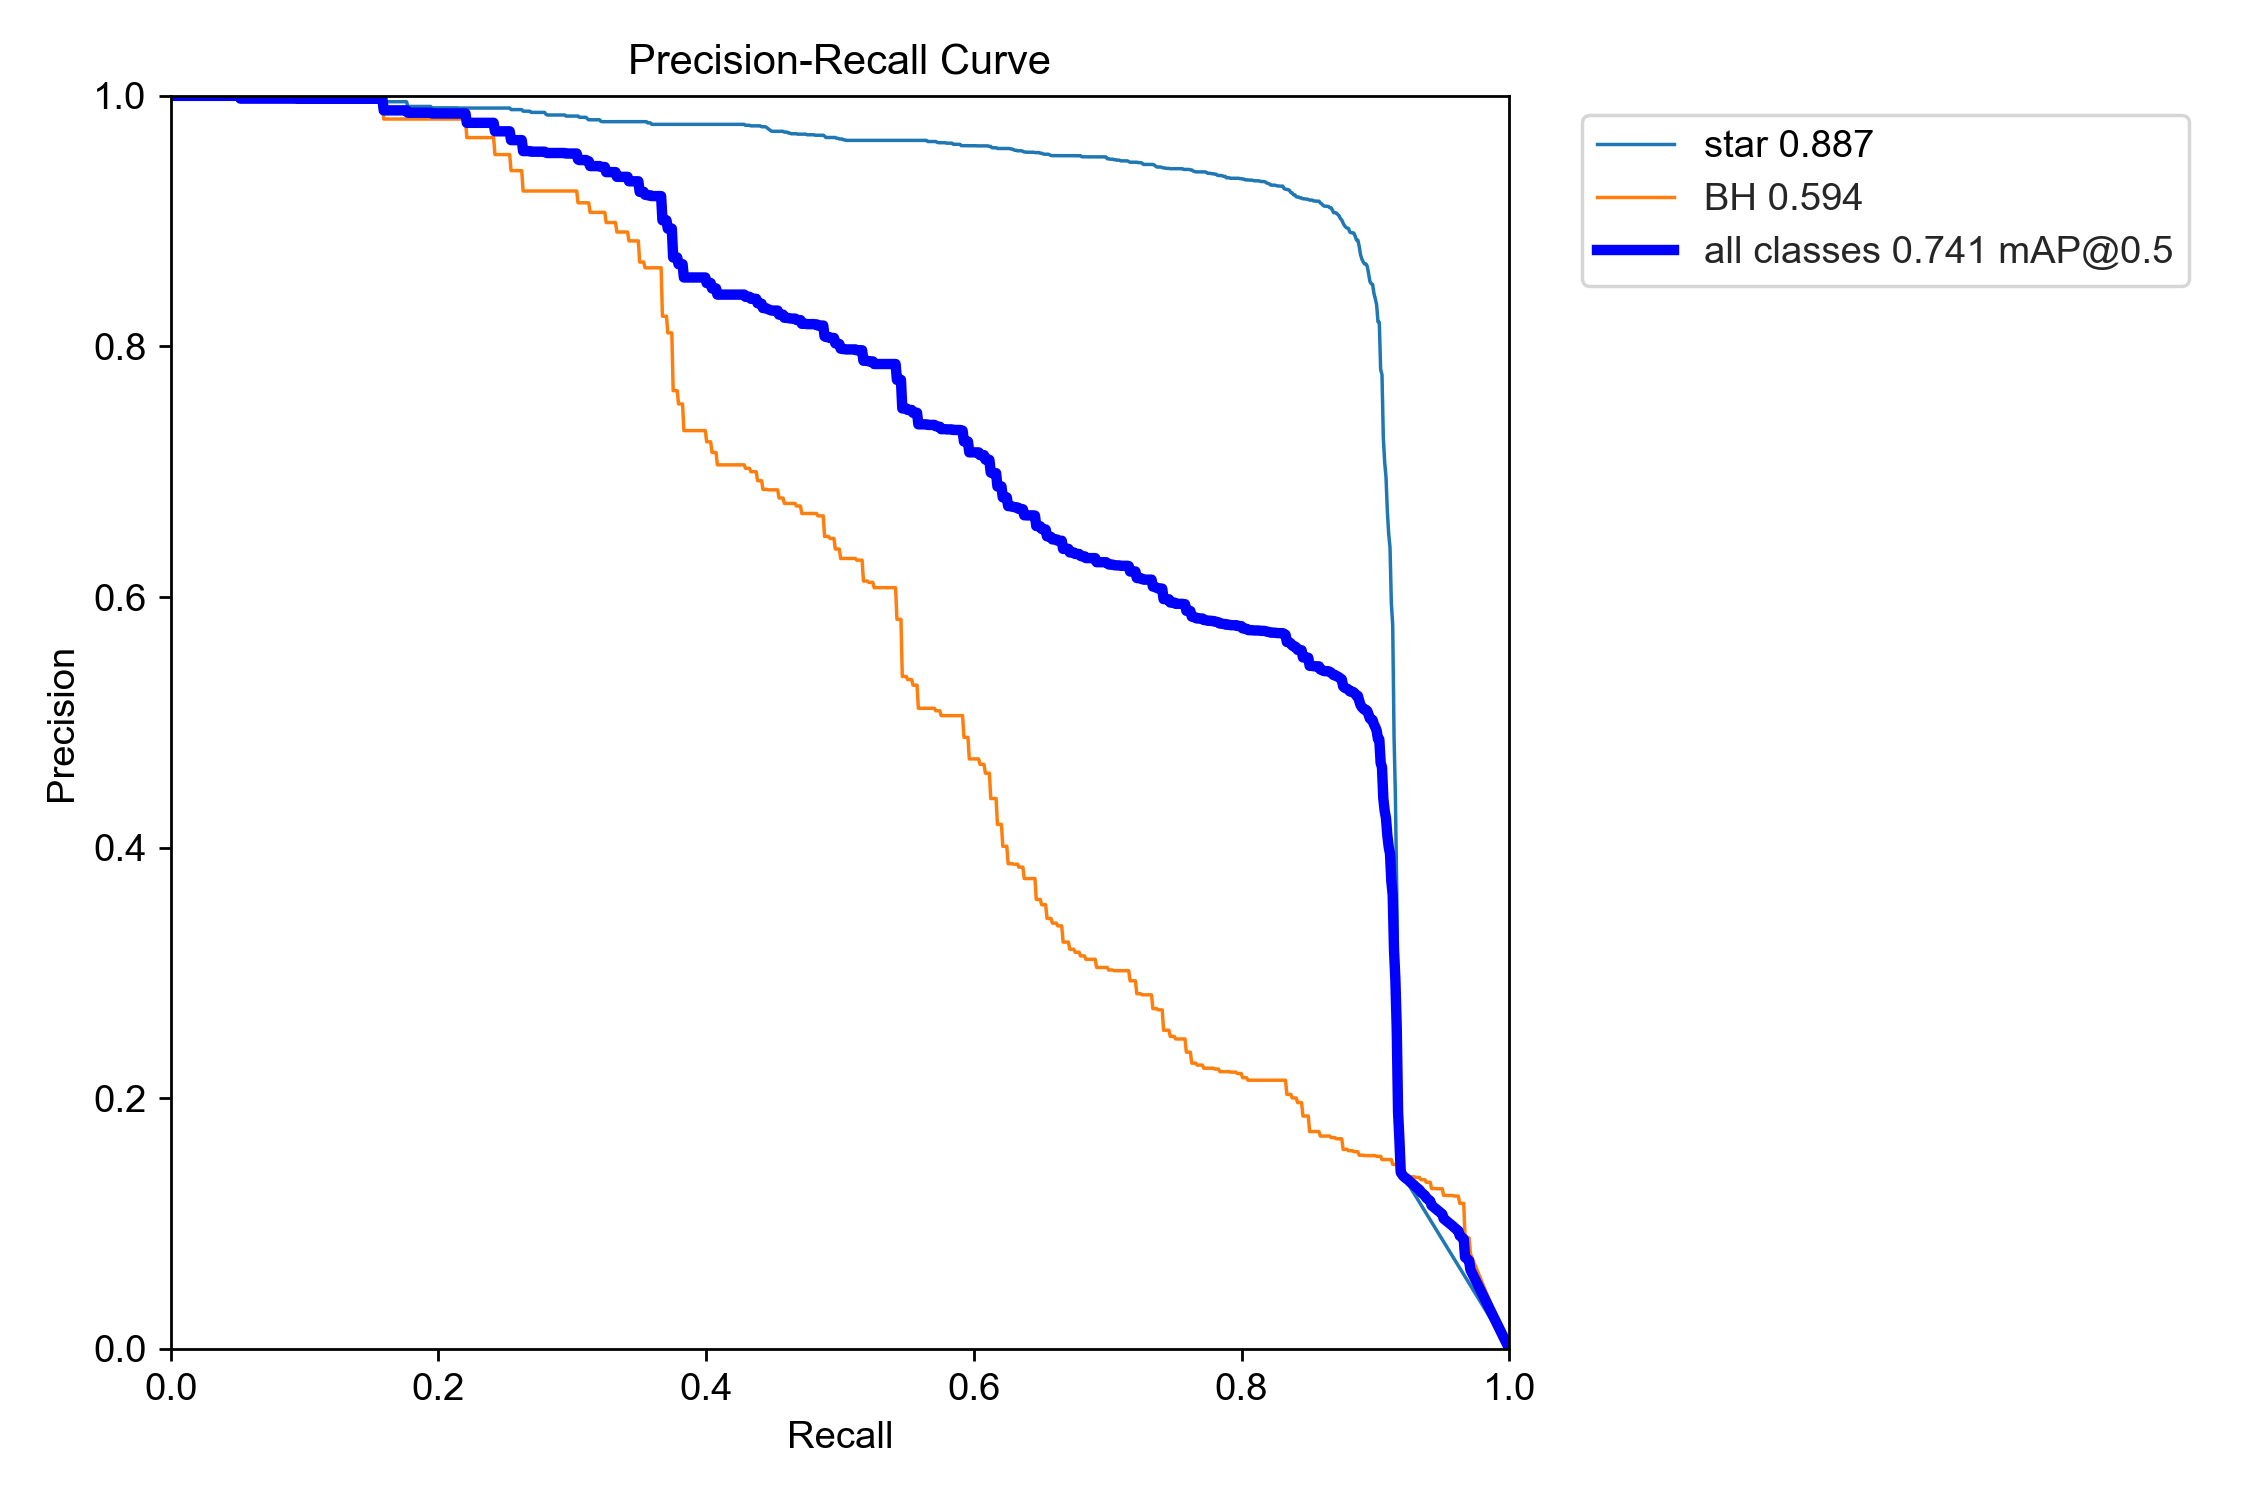 Precision-Recall Curve
star 0.887
BH 0.594
all classes 0.741 mAP@0.5
Precision
1.0
0.8
0.6
0.4
0.2
0.0
0.0 0.2 0.4 0.6 0.8 1.0
Recall